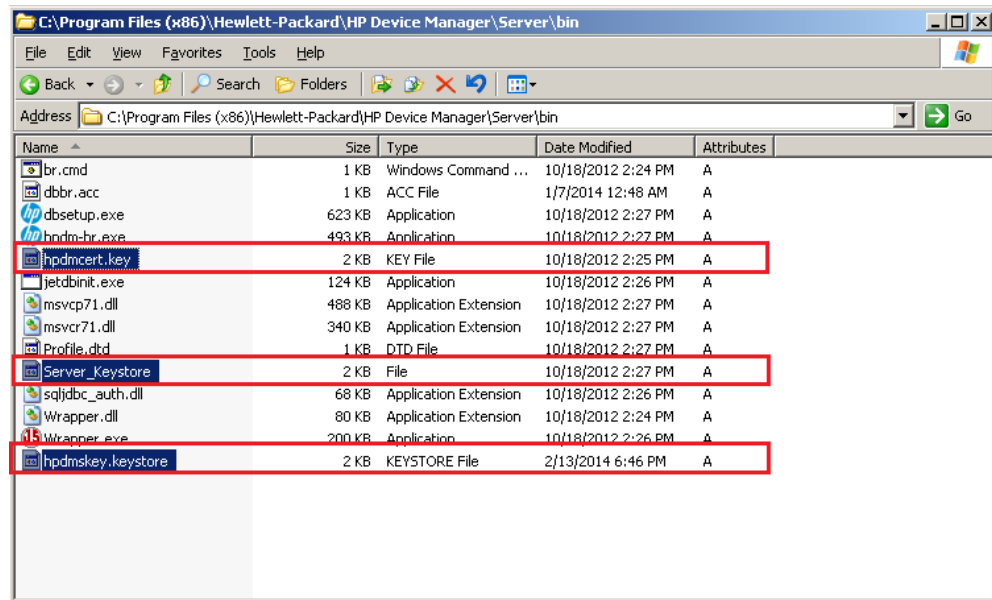 C:\Program Files (x86)\Hewlett-Packard\HP Device Manager\Server\bin
File Edit View Favorites Tools Help
Back Search Folders
Address C:\Program Files (x86)\Hewlett-Packard\HP Device Manager\Server\bin Go
Name Size Type Date Modified Attributes
br.cmd 1 KB Windows Command ... 10/18/2012 2:24 PM A
dbbr.acc 1 KB ACC File 1/7/2014 12:48 AM A
dbsetup.exe 623 KB Application 10/18/2012 2:27 PM A
hpdm-br.exe 493 KB Application 10/18/2012 2:27 PM A
hpdmcert.key 2 KB KEY File 10/18/2012 2:25 PM A
jetdbinit.exe 124 KB Application 10/18/2012 2:26 PM A
msvcp71.dll 488 KB Application Extension 10/18/2012 2:27 PM A
msvcr71.dll 340 KB Application Extension 10/18/2012 2:27 PM A
Profile.dtd 1 KB DTD File 10/18/2012 2:27 PM A
Server_Keystore 2 KB File 10/18/2012 2:27 PM A
sqljdbc_auth.dll 68 KB Application Extension 10/18/2012 2:26 PM A
Wrapper.dll 80 KB Application Extension 10/18/2012 2:24 PM A
Wrapper.exe 200 KB Application 10/18/2012 2:26 PM A
hpdmskey.keystore 2 KB KEYSTORE File 2/13/2014 6:46 PM A